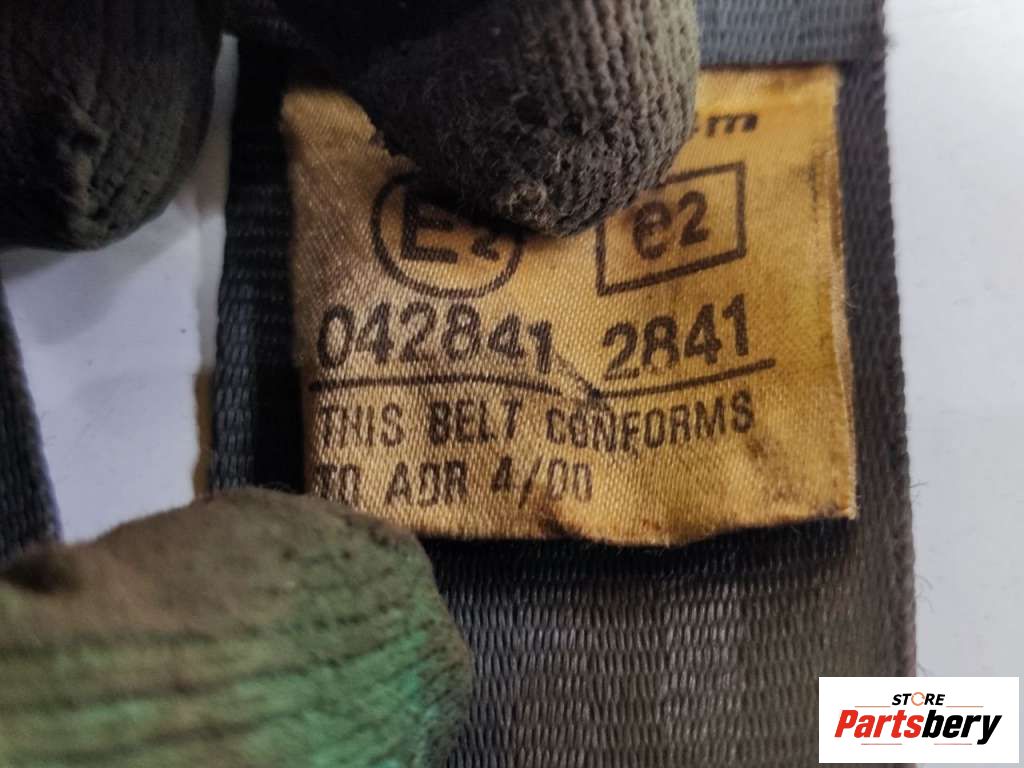 E2 e2
042841 2841
THIS BELT CONFORMS
TO ADR 4/00
STORE
Partsbery